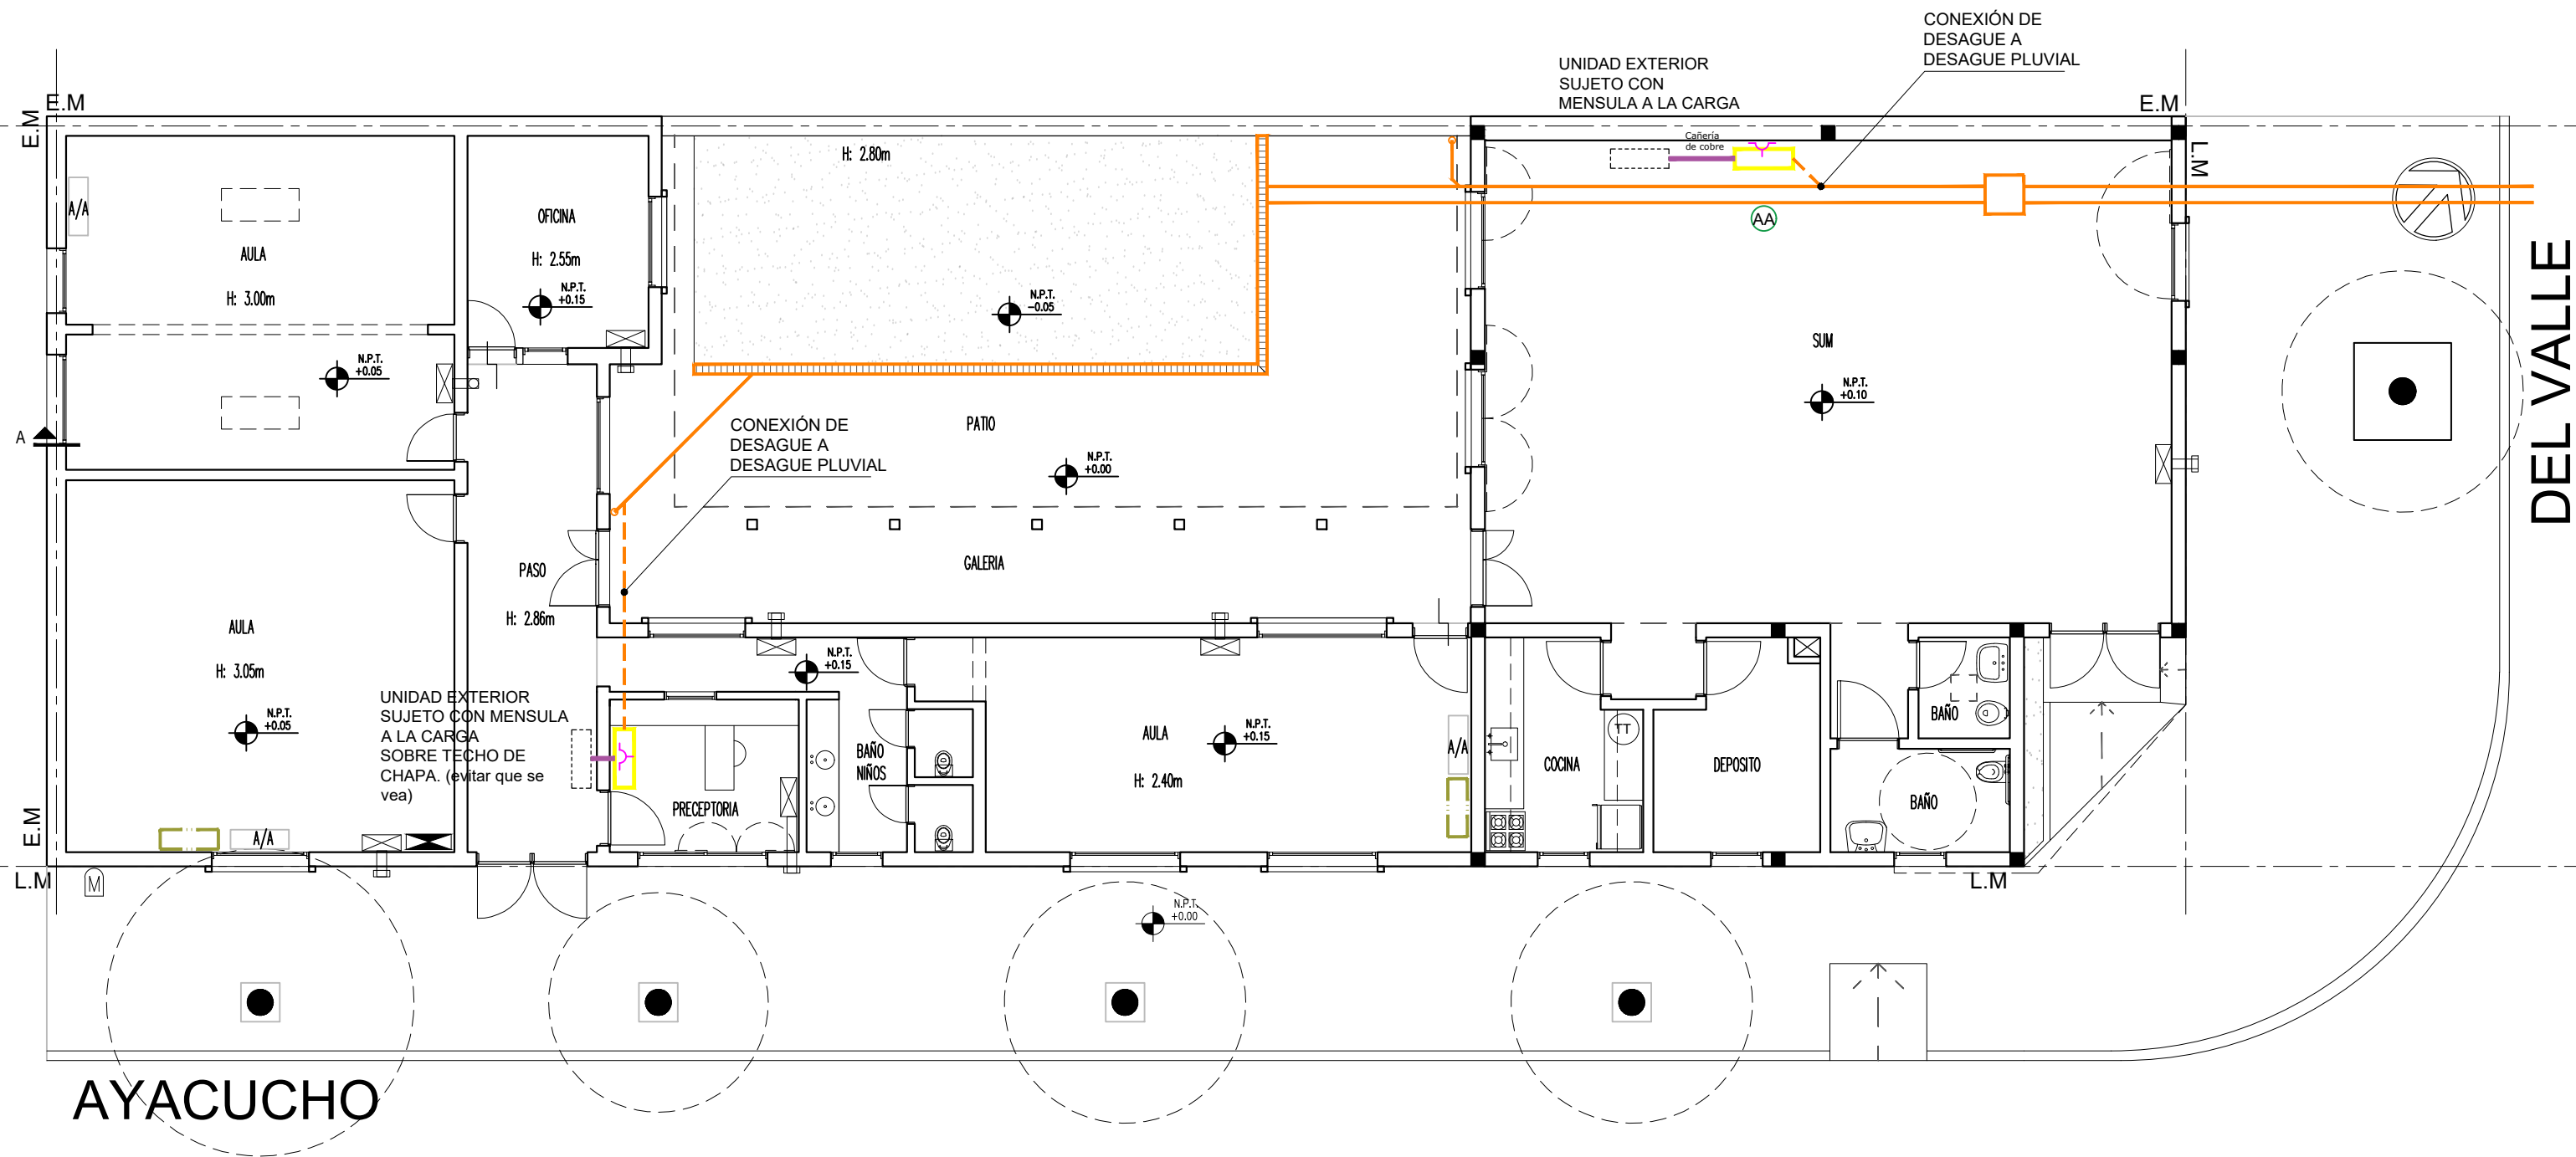 CONEXIÓN DE
DESAGUE A
DESAGUE PLUVIAL
UNIDAD EXTERIOR
SUJETO CON
MENSULA A LA CARGA
E.M
E.M
E.M
L.M
Cañería
de cobre
H: 2.80m
A/A
AULA
H: 3.00m
OFICINA
H: 2.55m
N.P.T.
+0.15
N.P.T.
-0.05
AA
SUM
N.P.T.
+0.10
DEL VALLE
N.P.T.
+0.05
A
PATIO
CONEXIÓN DE
DESAGUE A
DESAGUE PLUVIAL
N.P.T.
+0.00
GALERIA
PASO
H: 2.86m
AULA
H: 3.05m
N.P.T.
+0.05
UNIDAD EXTERIOR
SUJETO CON MENSULA
A LA CARGA
SOBRE TECHO DE
CHAPA. (evitar que se
vea)
N.P.T.
+0.15
PRECEPTORIA
BAÑO
NIÑOS
AULA
N.P.T.
+0.15
H: 2.40m
A/A
TT
COCINA
DEPOSITO
BAÑO
BAÑO
E.M
A/A
L.M
M
L.M
N.P.T.
+0.00
AYACUCHO